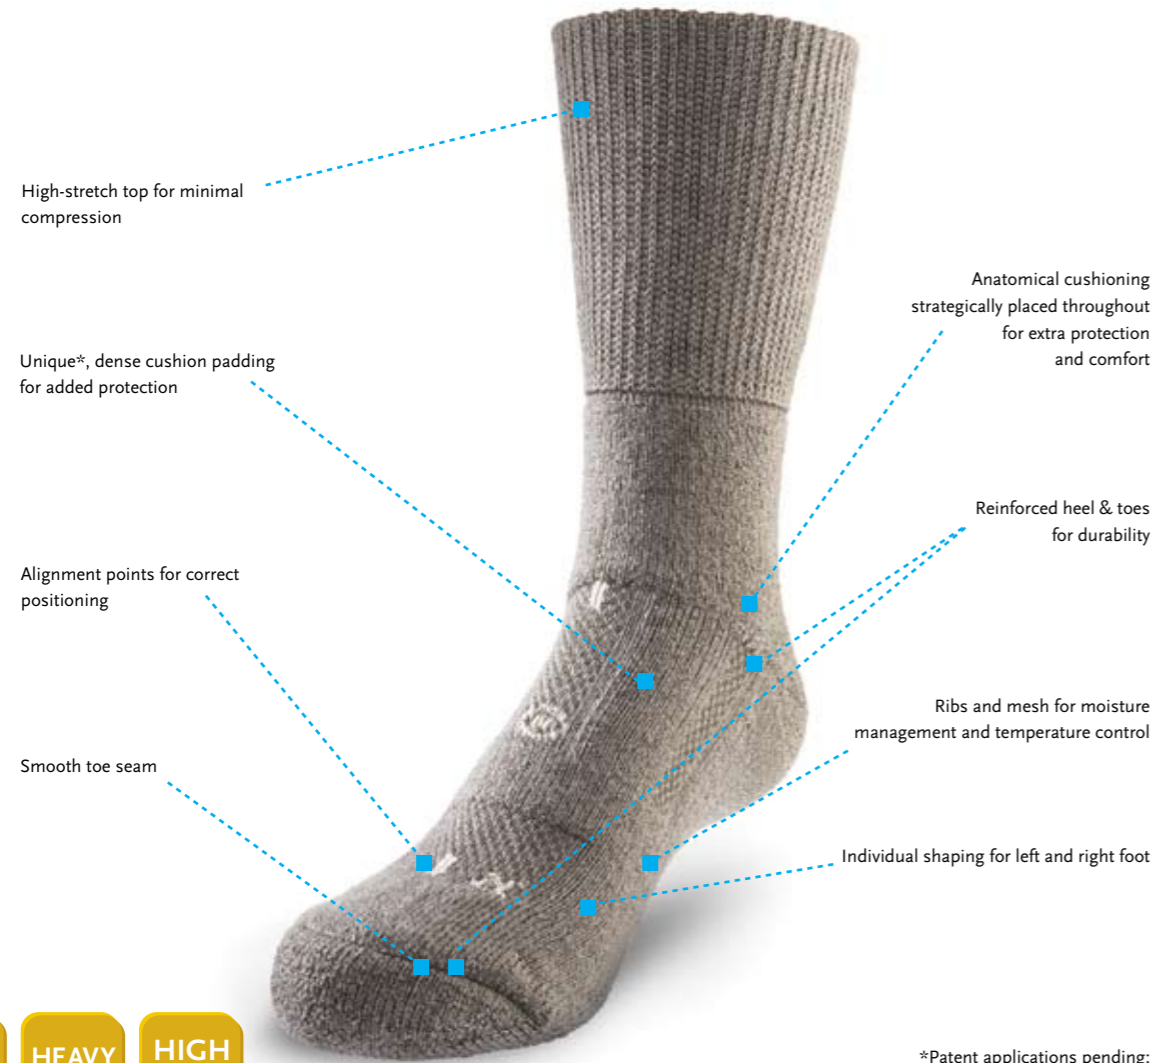 High-stretch top for minimal
compression
Anatomical cushioning
strategically placed throughout
for extra protection
and comfort
Unique*, dense cushion padding
for added protection
Reinforced heel & toes
for durability
Alignment points for correct
positioning
Ribs and mesh for moisture
management and temperature control
Smooth toe seam
Individual shaping for left and right foot
HEAVY
HIGH
*Patent applications pending: